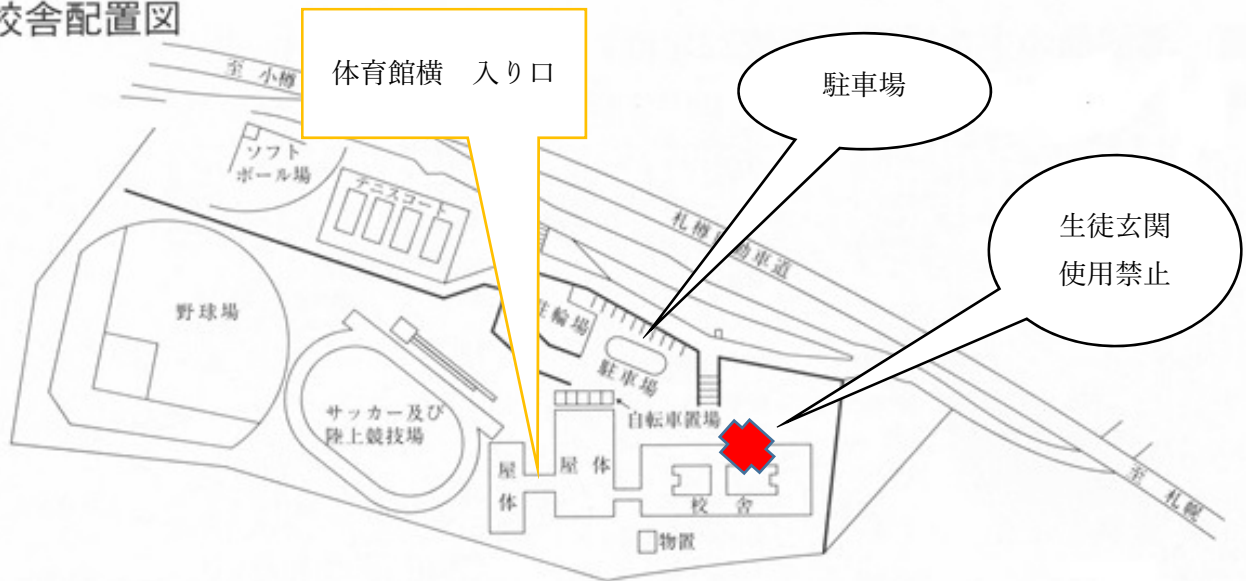 校舎配置図
体育館横　入り口
駐車場
生徒玄関
使用禁止
至 小樽
ソフト
ボール場
テニスコート
札樽
動車道
野球場
輪場
駐車場
自転車置場
サッカー及び
陸上競技場
屋体
屋体
校舎
物置
至 札幌